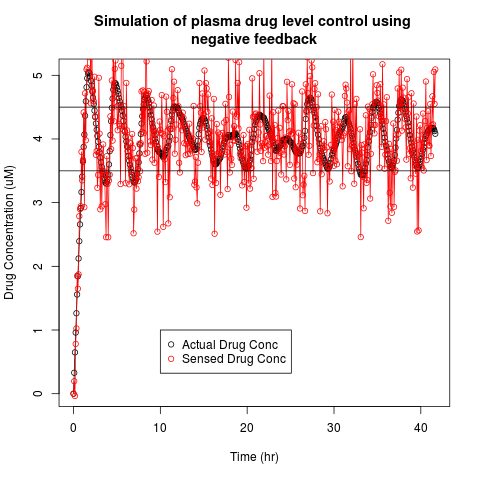 Simulation of plasma drug level control using
negative feedback
Drug Concentration (uM)
5
4
3
2
1
0
Actual Drug Conc
Sensed Drug Conc
0 10 20 30 40
Time (hr)